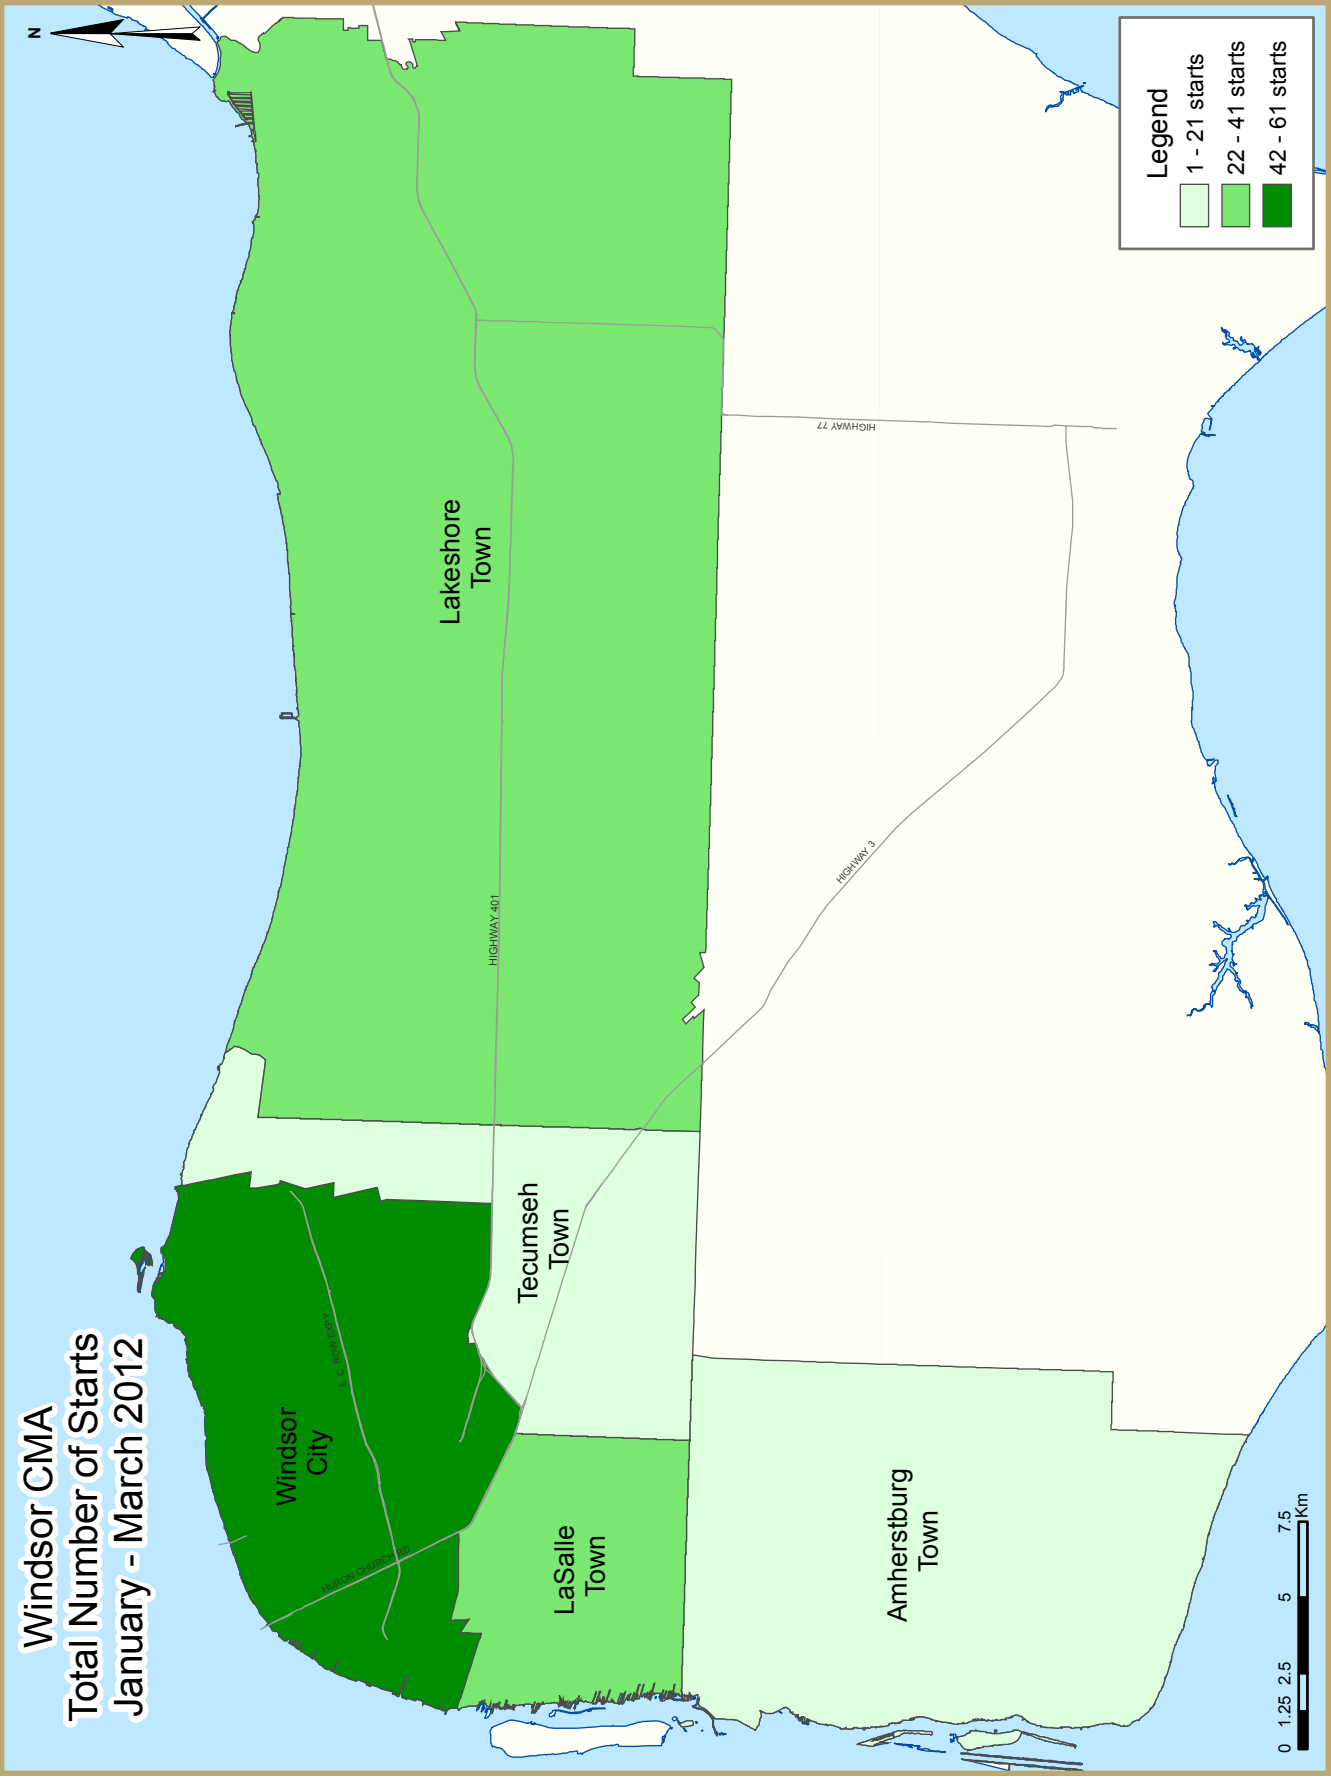 Windsor CMA
Total Number of Starts
January - March 2012
N
Windsor
City
E. C. ROW EXPY
HURON CHURCH RD
LaSalle
Town
Tecumseh
Town
Lakeshore
Town
Amherstburg
Town
HIGHWAY 401
HIGHWAY 3
HIGHWAY 77
Legend
1 - 21 starts
22 - 41 starts
42 - 61 starts
0 1.25 2.5 5 7.5
Km